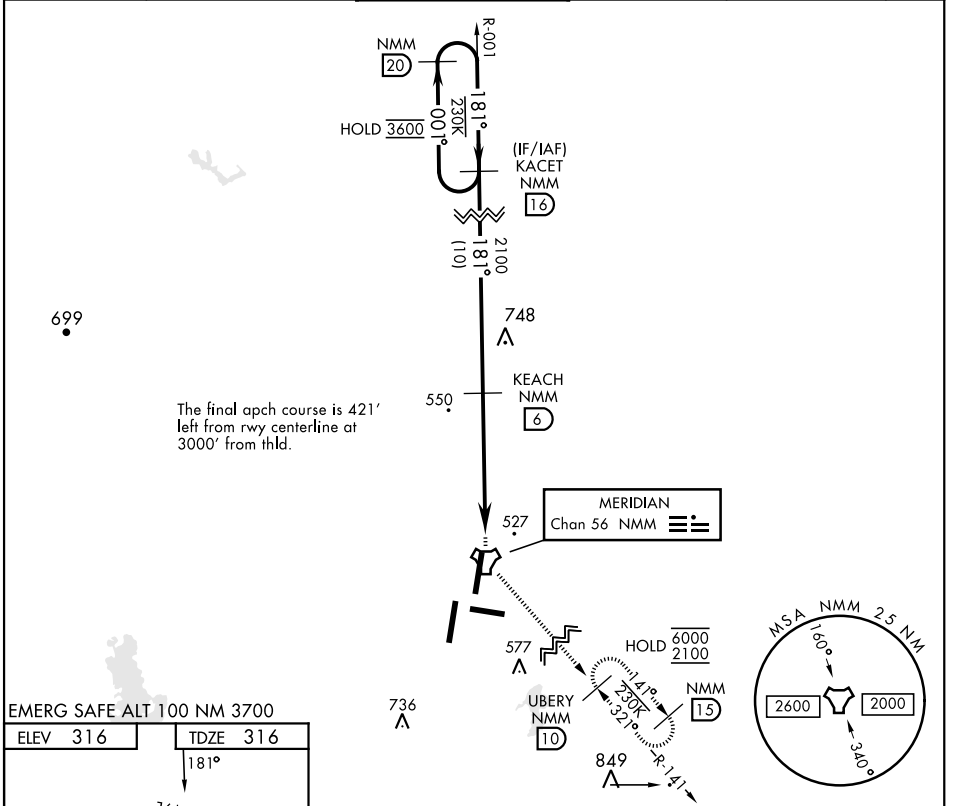 R-001
NMM
20
181°
230K
001°
HOLD 3600
(IF/IAF)
KACET
NMM
16
2100
181°
(10)
699
748
KEACH
NMM
6
550
The final apch course is 421'
left from rwy centerline at
3000' from thld.
MERIDIAN
Chan 56 NMM
527
MSA NMM 25 NM
160°
2600
2000
340°
HOLD 6000
2100
577
141°
230K
321°
NMM
15
UBERY
NMM
10
736
849
R-141
EMERG SAFE ALT 100 NM 3700
ELEV 316
TDZE 316
181°